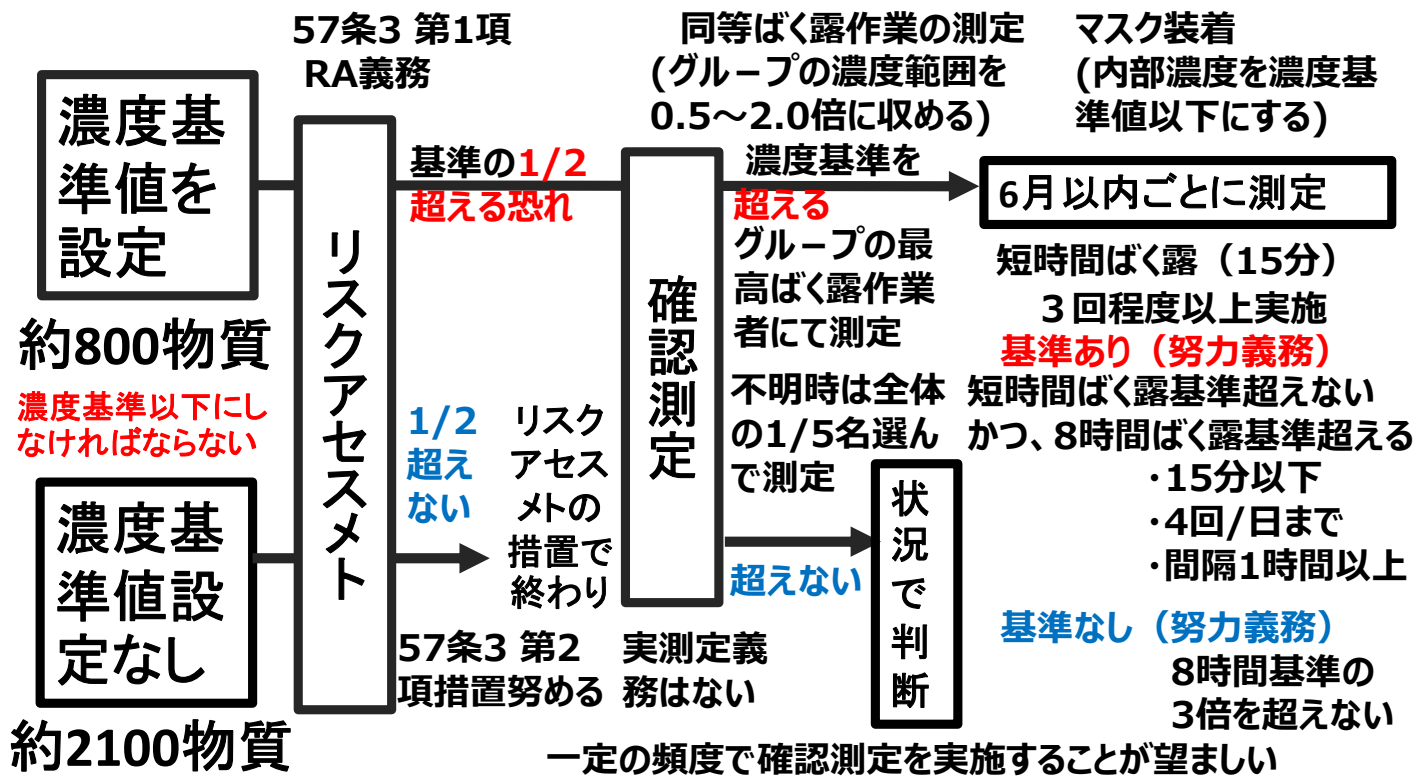 57条3 第1項
RA義務
同等ばく露作業の測定
(グループの濃度範囲を
0.5～2.0倍に収める)
マスク装着
(内部濃度を濃度基
準値以下にする)
濃度基
準値を
設定
約800物質
濃度基準以下にし
なければならない
濃度基
準値設
定なし
約2100物質
リスクアセスメト
基準の1/2
超える恐れ
1/2
超え
ない
リスク
アセス
メトの
措置で
終わり
57条3 第2
項措置努める
確認測定
実測定義
務はない
濃度基準を
超える
グループの最
高ばく露作業
者にて測定
不明時は全体
の1/5名選ん
で測定
超えない
状況で判断
6月以内ごとに測定
短時間ばく露（15分）
３回程度以上実施
基準あり（努力義務）
短時間ばく露基準超えない
かつ、8時間ばく露基準超える
・15分以下
・4回/日まで
・間隔1時間以上
基準なし（努力義務）
8時間基準の
3倍を超えない
一定の頻度で確認測定を実施することが望ましい